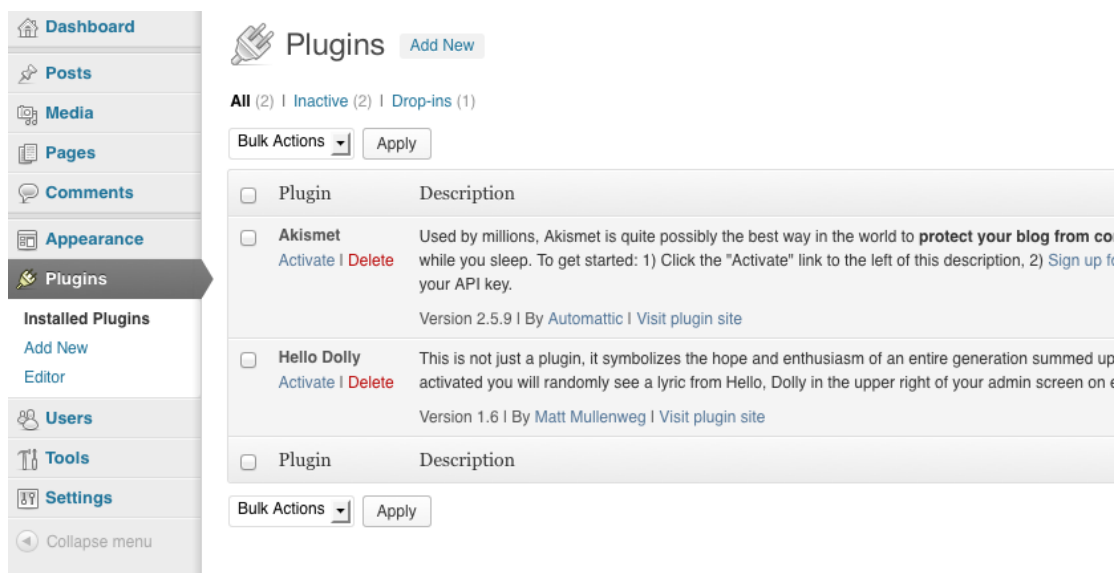 Dashboard
Posts
Media
Pages
Comments
Appearance
Plugins
Installed Plugins
Add New
Editor
Users
Tools
Settings
Collapse menu
Plugins Add New
All (2) | Inactive (2) | Drop-ins (1)
Bulk Actions Apply
Plugin Description
Akismet
Activate | Delete
Used by millions, Akismet is quite possibly the best way in the world to protect your blog from
while you sleep. To get started: 1) Click the "Activate" link to the left of this description, 2) Sign up
your API key.
Version 2.5.9 | By Automattic | Visit plugin site
Hello Dolly
Activate | Delete
This is not just a plugin, it symbolizes the hope and enthusiasm of an entire generation summed up
activated you will randomly see a lyric from Hello, Dolly in the upper right of your admin screen on
Version 1.6 | By Matt Mullenweg | Visit plugin site
Plugin Description
Bulk Actions Apply